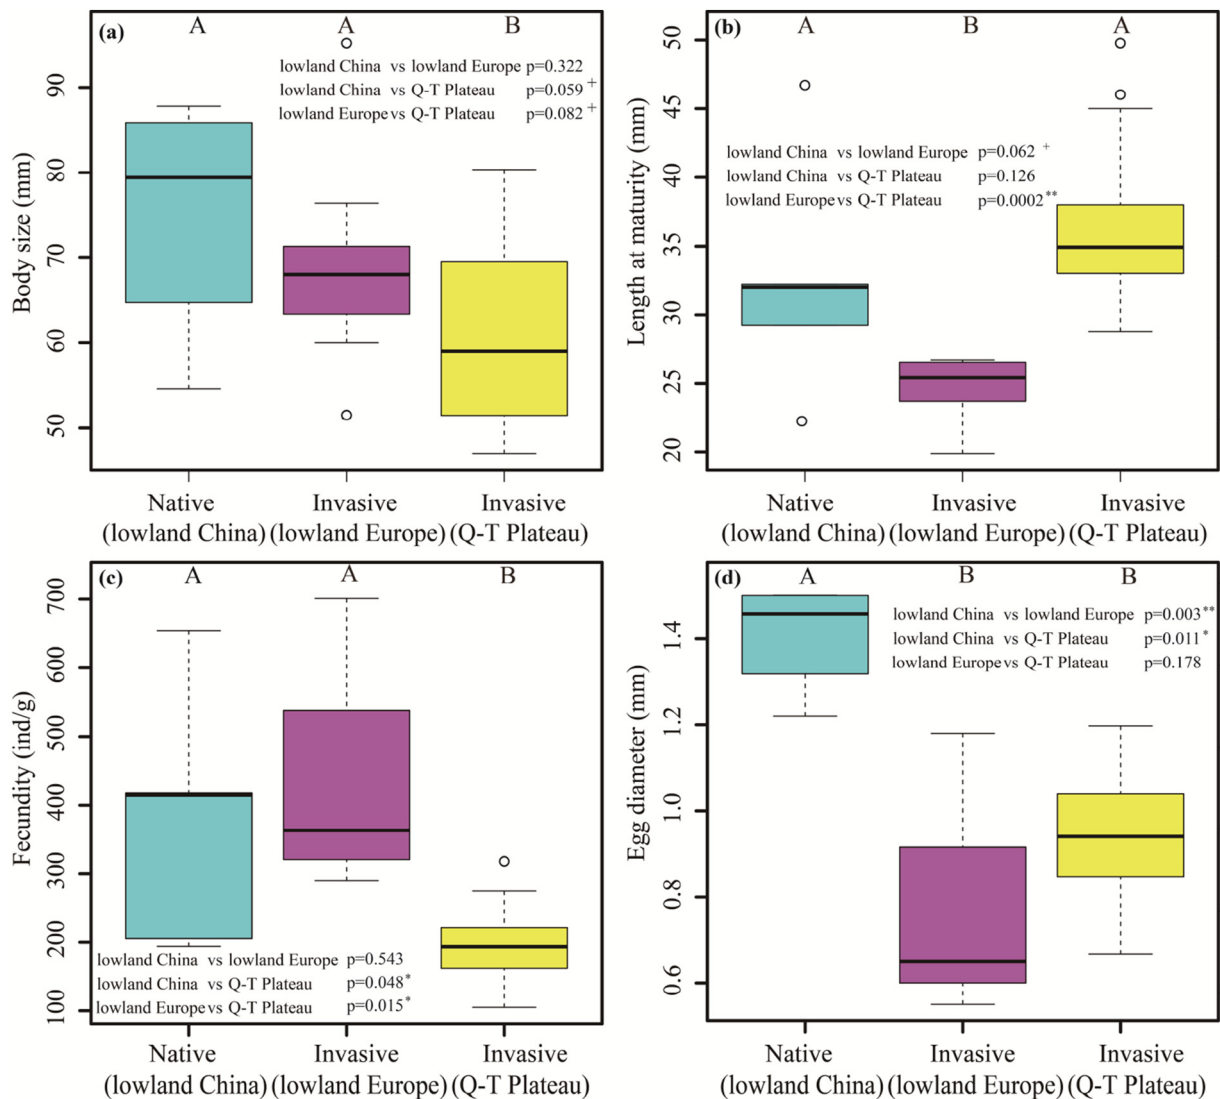 (a)
A
A
B
lowland China vs lowland Europe p=0.322
lowland China vs Q-T Plateau p=0.059 +
lowland Europe vs Q-T Plateau p=0.082 +
Body size (mm)
90
80
70
60
50
Native
(lowland China)
Invasive
(lowland Europe)
Invasive
(Q-T Plateau)
(b)
A
B
A
lowland China vs lowland Europe p=0.062 +
lowland China vs Q-T Plateau p=0.126
lowland Europe vs Q-T Plateau p=0.0002 **
Length at maturity (mm)
50
45
40
35
30
25
20
Native
(lowland China)
Invasive
(lowland Europe)
Invasive
(Q-T Plateau)
(c)
A
A
B
Fecundity (ind/g)
700
600
500
400
300
200
100
lowland China vs lowland Europe p=0.543
lowland China vs Q-T Plateau p=0.048 *
lowland Europe vs Q-T Plateau p=0.015 *
Native
(lowland China)
Invasive
(lowland Europe)
Invasive
(Q-T Plateau)
(d)
A
B
B
lowland China vs lowland Europe p=0.003 **
lowland China vs Q-T Plateau p=0.011 *
lowland Europe vs Q-T Plateau p=0.178
Egg diameter (mm)
1.4
1.2
1.0
0.8
0.6
Native
(lowland China)
Invasive
(lowland Europe)
Invasive
(Q-T Plateau)